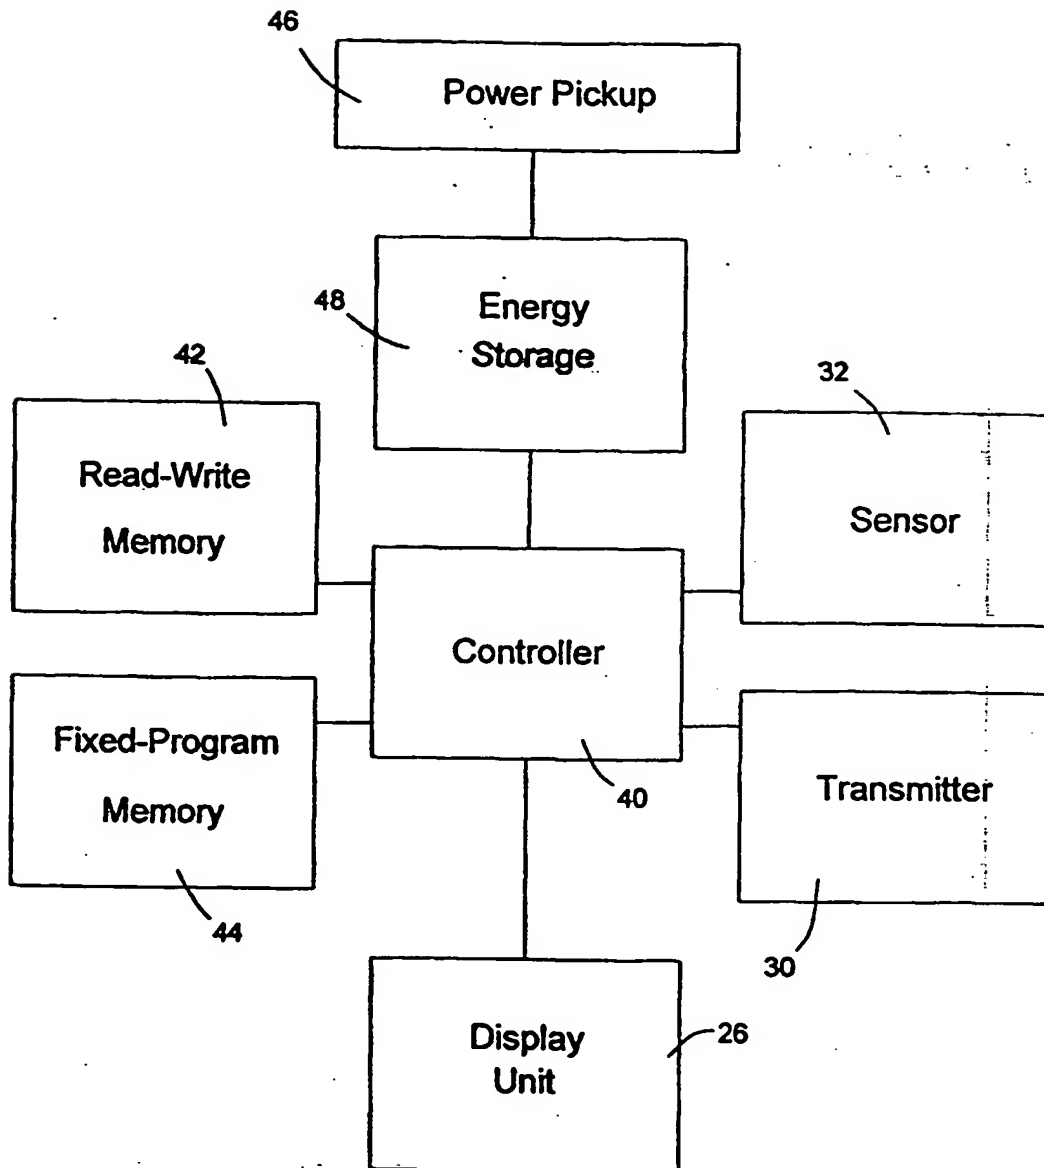 46
Power Pickup
48
Energy
Storage
42
Read-Write
Memory
32
Sensor
Controller
40
Fixed-Program
Memory
44
Transmitter
30
Display
Unit
26